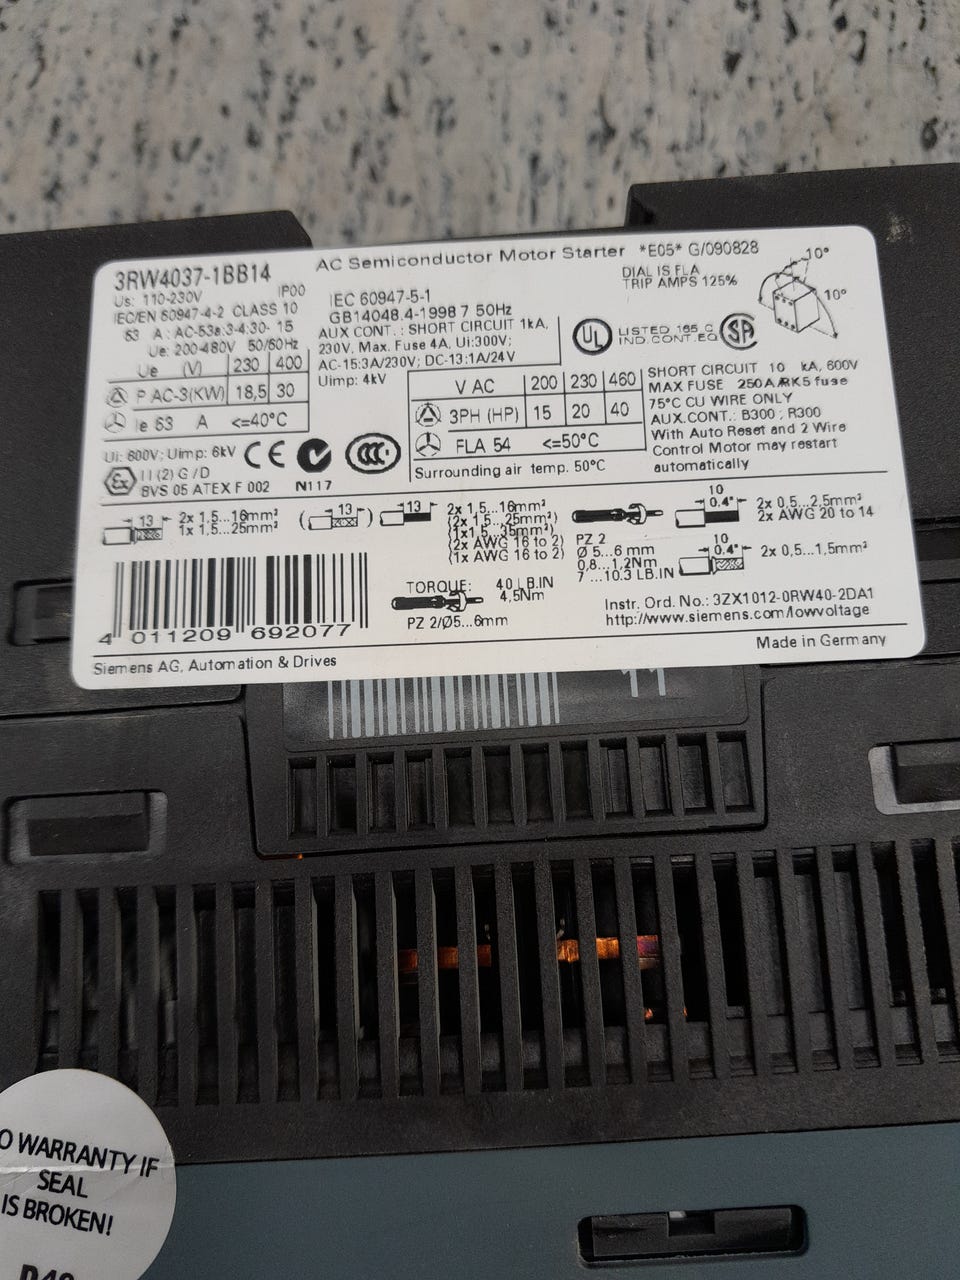 3RW4037-1BB14
Us: 110-230V IP00
IEC/EN 60947-4-2 CLASS 10
63 A: AC-53a:3-4:30- 15
Ue: 200-480V 50/60Hz
Ue (V) 230 400
P AC-3(KW) 18,5 30
Ie 63 A <=40°C
Ui: 600V; Uimp: 6kV CE
Ex II (2) G / D
BVS 05 ATEX F 002 N117
CCC
AC Semiconductor Motor Starter *E05* G/090828
IEC 60947-5-1
GB14048.4-1998 7 50Hz
AUX CONT.: SHORT CIRCUIT 1kA,
230V, Max. Fuse 4A, Ui:300V;
AC-15:3A/230V; DC-13:1A/24V
Uimp: 4kV
DIAL IS FLA
TRIP AMPS 125%
10°
10°
UL LISTED 165 C
IND.CONT.EQ SA
V AC 200 230 460
3PH (HP) 15 20 40
FLA 54 <=50°C
Surrounding air temp. 50°C
SHORT CIRCUIT 10 kA, 600V
MAX FUSE 250A/RK5 fuse
75°C CU WIRE ONLY
AUX.CONT.: B300 ; R300
With Auto Reset and 2 Wire
Control Motor may restart
automatically
13 2x 1,5...16mm²
1x 1,5...25mm²
( 13 ) 13 2x 1,5...16mm²
(2x 1,5...25mm²)
(1x1,5...35mm²)
(2x AWG 16 to 2)
(1x AWG 16 to 2)
PZ 2
Ø 5...6 mm
0,8...1,2Nm
7 ...10.3 LB.IN
10
0.4" 2x 0,5...2,5mm²
2x AWG 20 to 14
10
0.4" 2x 0,5...1,5mm²
TORQUE: 40 LB.IN
4,5Nm
PZ 2/Ø5...6mm
4 011209 692077
Instr. Ord. No.: 3ZX1012-0RW40-2DA1
http://www.siemens.com/lowvoltage
Siemens AG, Automation & Drives
Made in Germany
WARRANTY IF
SEAL
IS BROKEN!